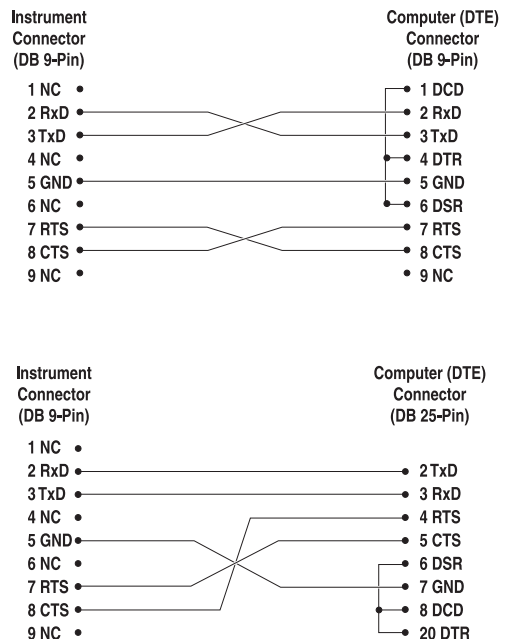 Instrument
Connector
(DB 9-Pin)
Computer (DTE)
Connector
(DB 9-Pin)
1 NC
1 DCD
2 RxD
2 RxD
3 TxD
3 TxD
4 NC
4 DTR
5 GND
5 GND
6 NC
6 DSR
7 RTS
7 RTS
8 CTS
8 CTS
9 NC
9 NC
Instrument
Connector
(DB 9-Pin)
Computer (DTE)
Connector
(DB 25-Pin)
1 NC
2 RxD
2 TxD
3 TxD
3 RxD
4 NC
4 RTS
5 GND
5 CTS
6 NC
6 DSR
7 RTS
7 GND
8 CTS
8 DCD
9 NC
20 DTR